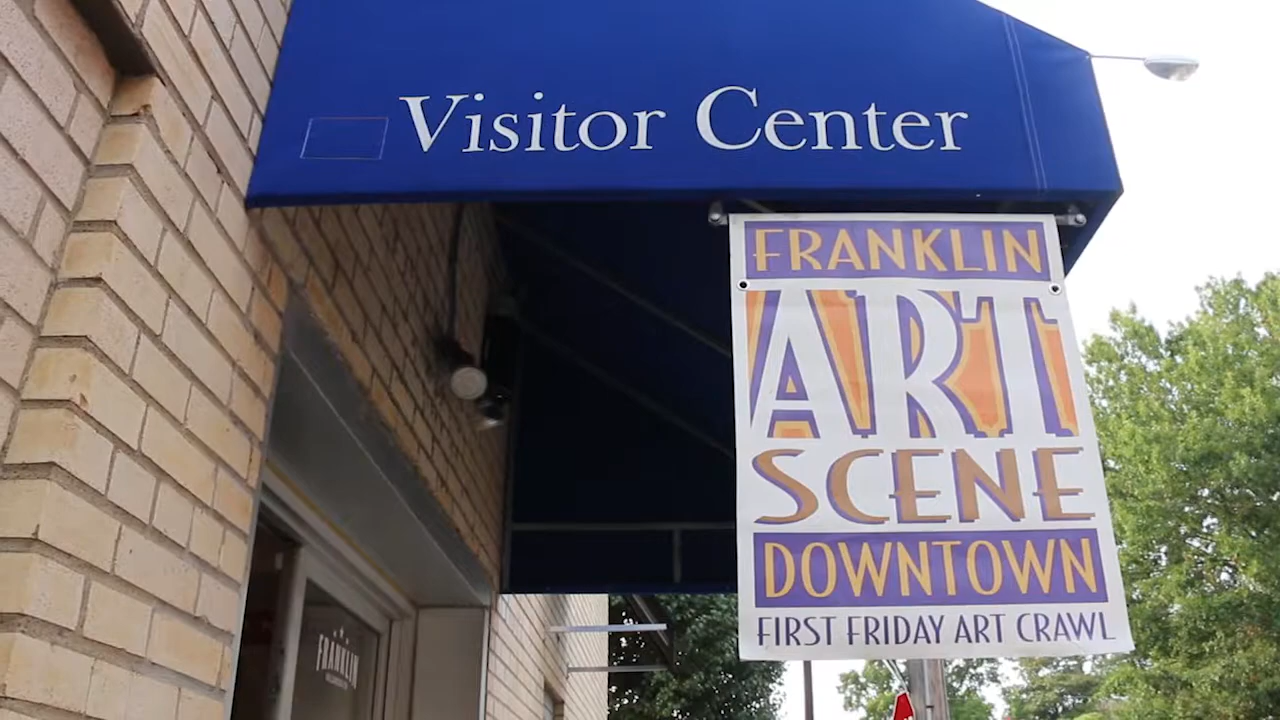 Visitor Center
FRANKLIN
ART
SCENE
DOWNTOWN
FIRST FRIDAY ART CRAWL
FRANKLIN